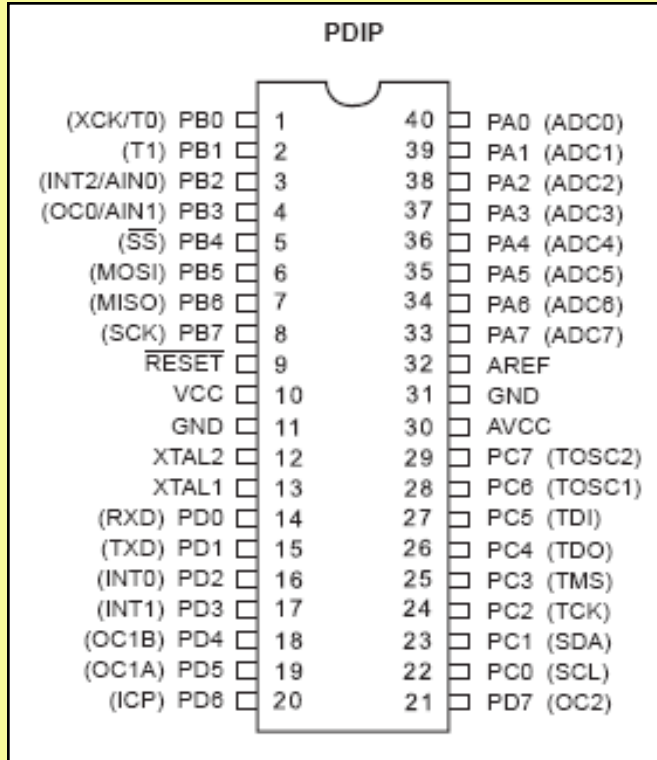 PDIP
(XCK/T0) PB0 1 40 PA0 (ADC0)
(T1) PB1 2 39 PA1 (ADC1)
(INT2/AIN0) PB2 3 38 PA2 (ADC2)
(OC0/AIN1) PB3 4 37 PA3 (ADC3)
(S̅S̅) PB4 5 36 PA4 (ADC4)
(MOSI) PB5 6 35 PA5 (ADC5)
(MISO) PB6 7 34 PA6 (ADC6)
(SCK) PB7 8 33 PA7 (ADC7)
R̅E̅S̅E̅T̅ 9 32 AREF
VCC 10 31 GND
GND 11 30 AVCC
XTAL2 12 29 PC7 (TOSC2)
XTAL1 13 28 PC6 (TOSC1)
(RXD) PD0 14 27 PC5 (TDI)
(TXD) PD1 15 26 PC4 (TDO)
(INT0) PD2 16 25 PC3 (TMS)
(INT1) PD3 17 24 PC2 (TCK)
(OC1B) PD4 18 23 PC1 (SDA)
(OC1A) PD5 19 22 PC0 (SCL)
(ICP) PD6 20 21 PD7 (OC2)